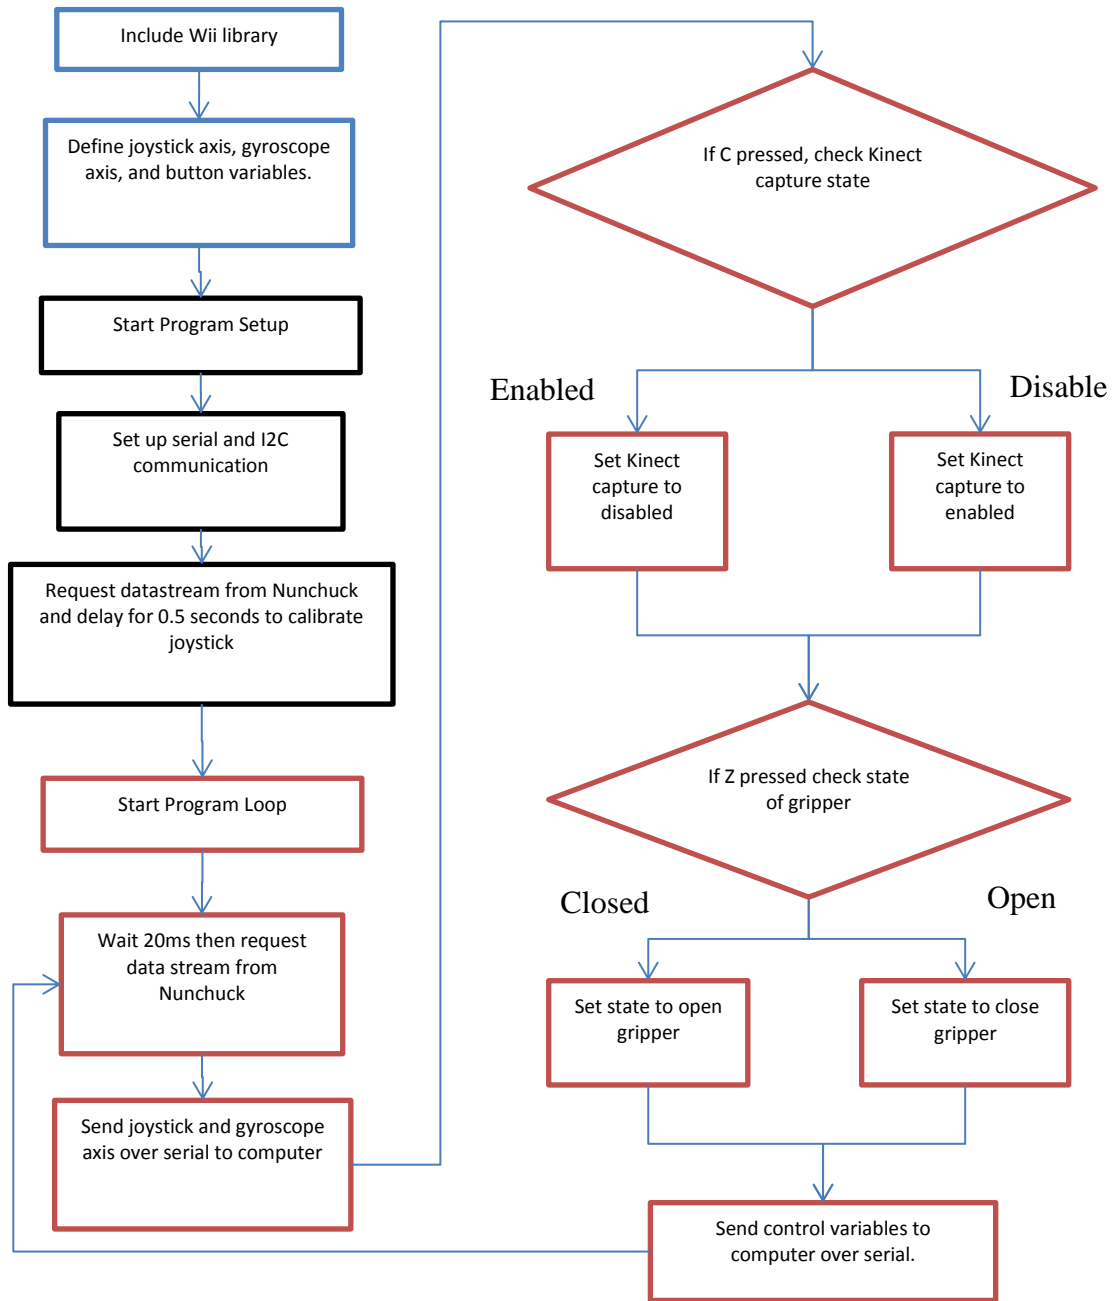 Include Wii library
Define joystick axis, gyroscope
axis, and button variables.
Start Program Setup
Set up serial and I2C
communication
Request datastream from Nunchuck
and delay for 0.5 seconds to calibrate
joystick
Start Program Loop
Wait 20ms then request
data stream from
Nunchuck
Send joystick and gyroscope
axis over serial to computer
If C pressed, check Kinect
capture state
Enabled
Disable
Set Kinect
capture to
disabled
Set Kinect
capture to
enabled
If Z pressed check state
of gripper
Closed
Open
Set state to open
gripper
Set state to close
gripper
Send control variables to
computer over serial.